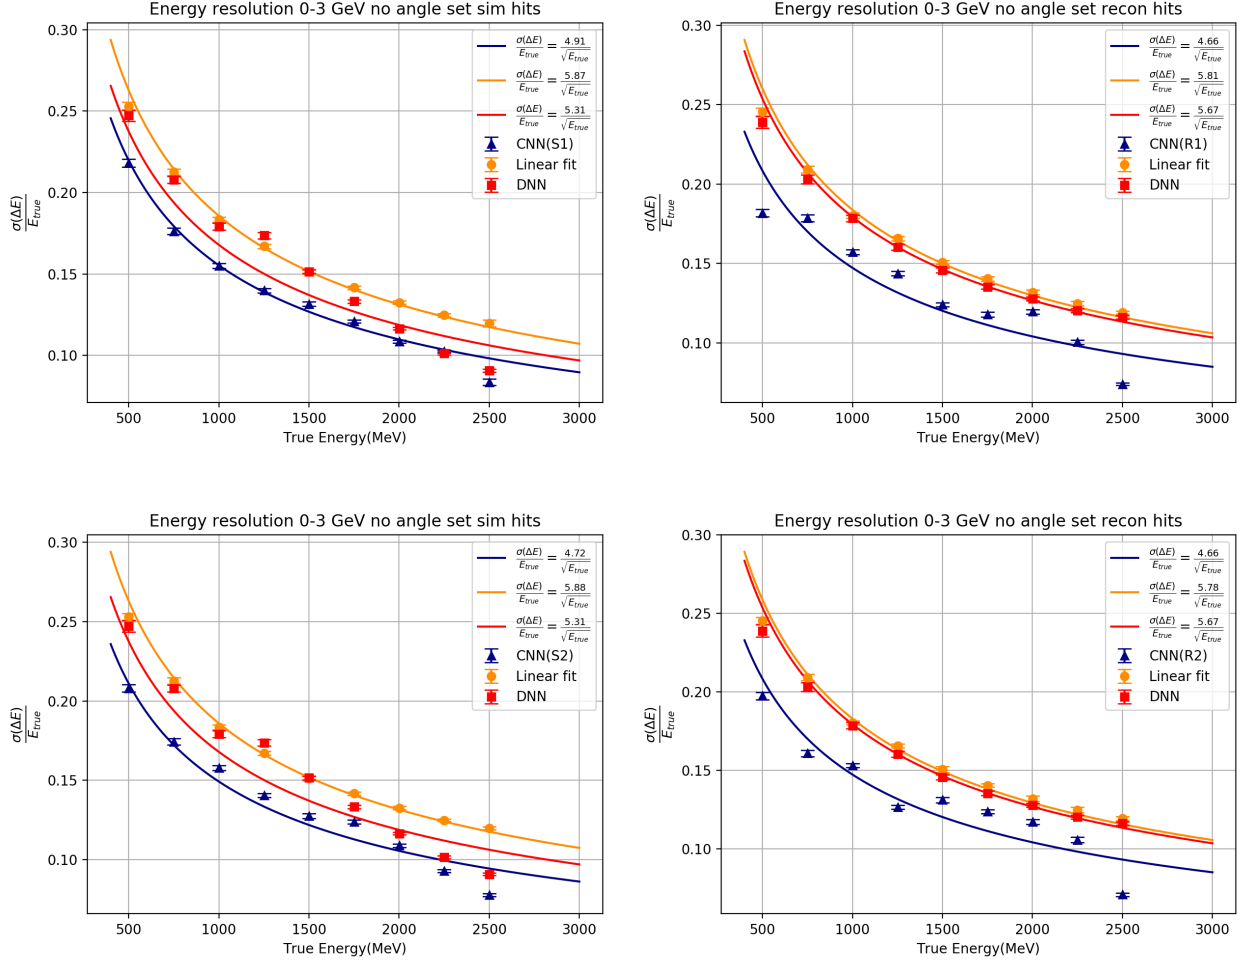 Energy resolution 0-3 GeV no angle set sim hits
σ(ΔE)/E_true = 4.91/√E_true
σ(ΔE)/E_true = 5.87/√E_true
σ(ΔE)/E_true = 5.31/√E_true
CNN(S1)
Linear fit
DNN
σ(ΔE)/E_true
0.30
0.25
0.20
0.15
0.10
500 1000 1500 2000 2500 3000
True Energy(MeV)
Energy resolution 0-3 GeV no angle set recon hits
σ(ΔE)/E_true = 4.66/√E_true
σ(ΔE)/E_true = 5.81/√E_true
σ(ΔE)/E_true = 5.67/√E_true
CNN(R1)
Linear fit
DNN
σ(ΔE)/E_true
0.30
0.25
0.20
0.15
0.10
500 1000 1500 2000 2500 3000
True Energy(MeV)
Energy resolution 0-3 GeV no angle set sim hits
σ(ΔE)/E_true = 4.72/√E_true
σ(ΔE)/E_true = 5.88/√E_true
σ(ΔE)/E_true = 5.31/√E_true
CNN(S2)
Linear fit
DNN
σ(ΔE)/E_true
0.30
0.25
0.20
0.15
0.10
500 1000 1500 2000 2500 3000
True Energy(MeV)
Energy resolution 0-3 GeV no angle set recon hits
σ(ΔE)/E_true = 4.66/√E_true
σ(ΔE)/E_true = 5.78/√E_true
σ(ΔE)/E_true = 5.67/√E_true
CNN(R2)
Linear fit
DNN
σ(ΔE)/E_true
0.30
0.25
0.20
0.15
0.10
500 1000 1500 2000 2500 3000
True Energy(MeV)